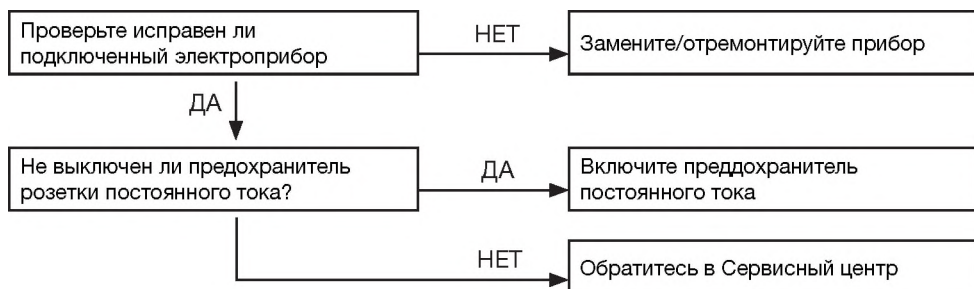 Проверьте исправен ли
подключенный электроприбор
НЕТ
Замените/отремонтируйте прибор
ДА
Не выключен ли предохранитель
розетки постоянного тока?
ДА
Включите преддохранитель
постоянного тока
НЕТ
Обратитесь в Сервисный центр